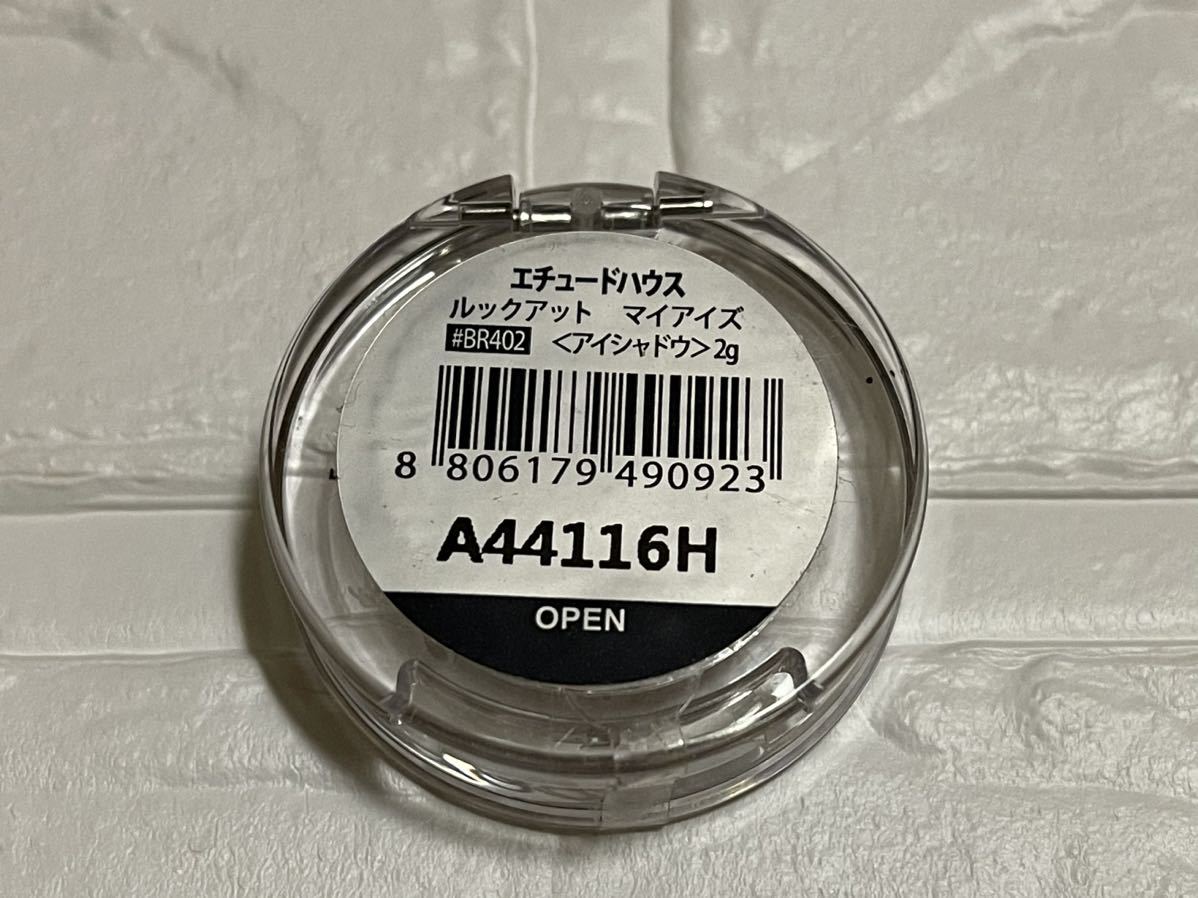 エチュードハウス
ルックアット　マイアイズ
#BR402　<アイシャドウ>2g
8 806179 490923
A44116H
OPEN